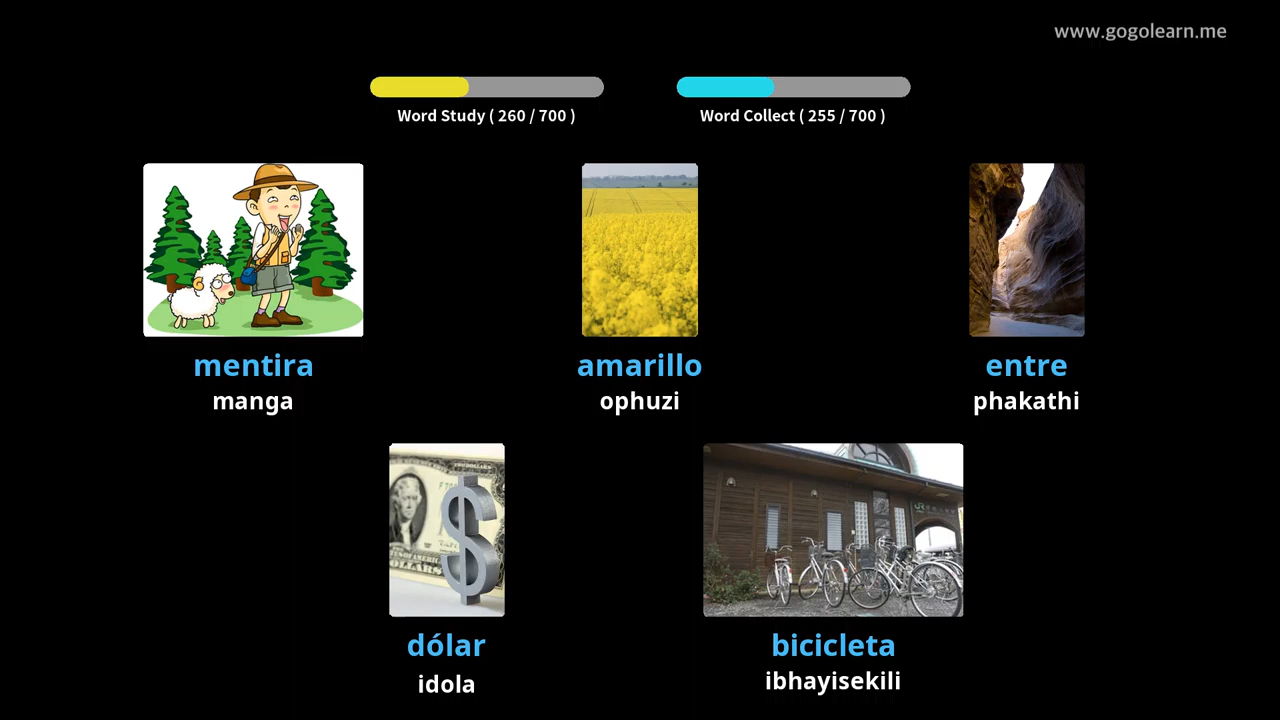 www.gogolearn.me
Word Study ( 260 / 700 )
Word Collect ( 255 / 700 )
mentira
manga
amarillo
ophuzi
entre
phakathi
dólar
idola
bicicleta
ibhayisekili